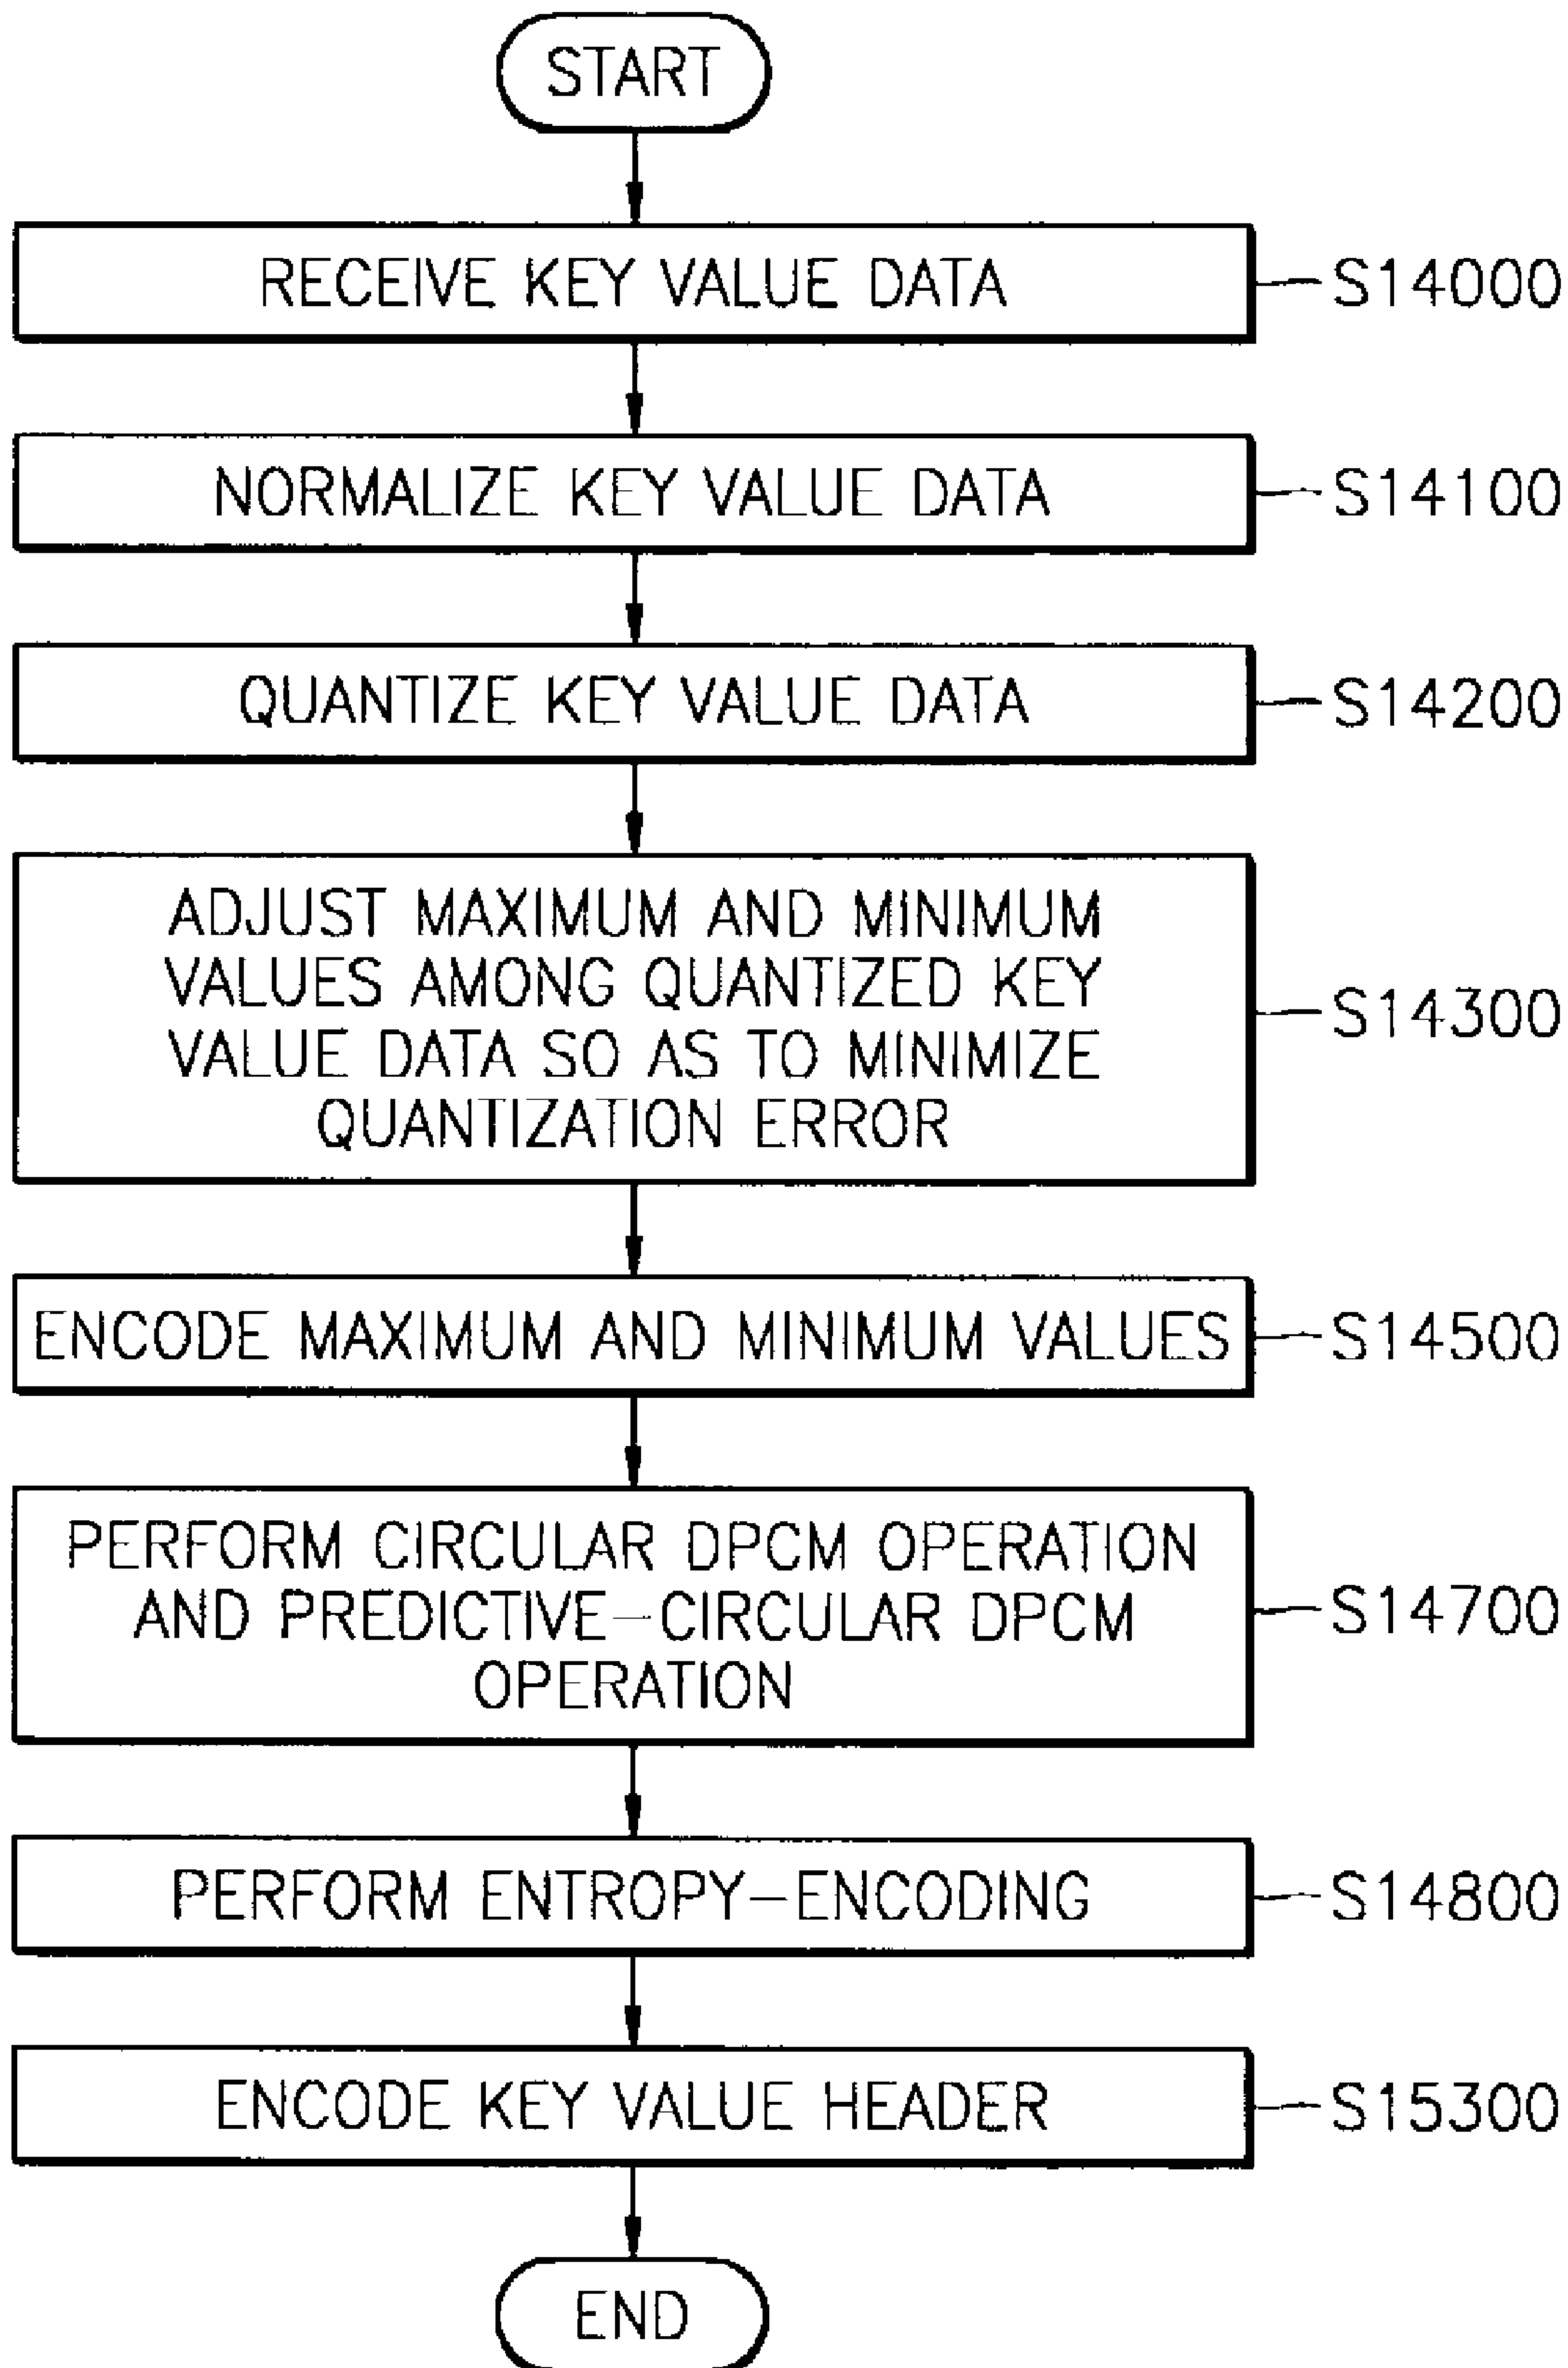 START
RECEIVE KEY VALUE DATA
S14000
NORMALIZE KEY VALUE DATA
S14100
QUANTIZE KEY VALUE DATA
S14200
ADJUST MAXIMUM AND MINIMUM
VALUES AMONG QUANTIZED KEY
VALUE DATA SO AS TO MINIMIZE
QUANTIZATION ERROR
S14300
ENCODE MAXIMUM AND MINIMUM VALUES
S14500
PERFORM CIRCULAR DPCM OPERATION
AND PREDICTIVE-CIRCULAR DPCM
OPERATION
S14700
PERFORM ENTROPY-ENCODING
S14800
ENCODE KEY VALUE HEADER
S15300
END